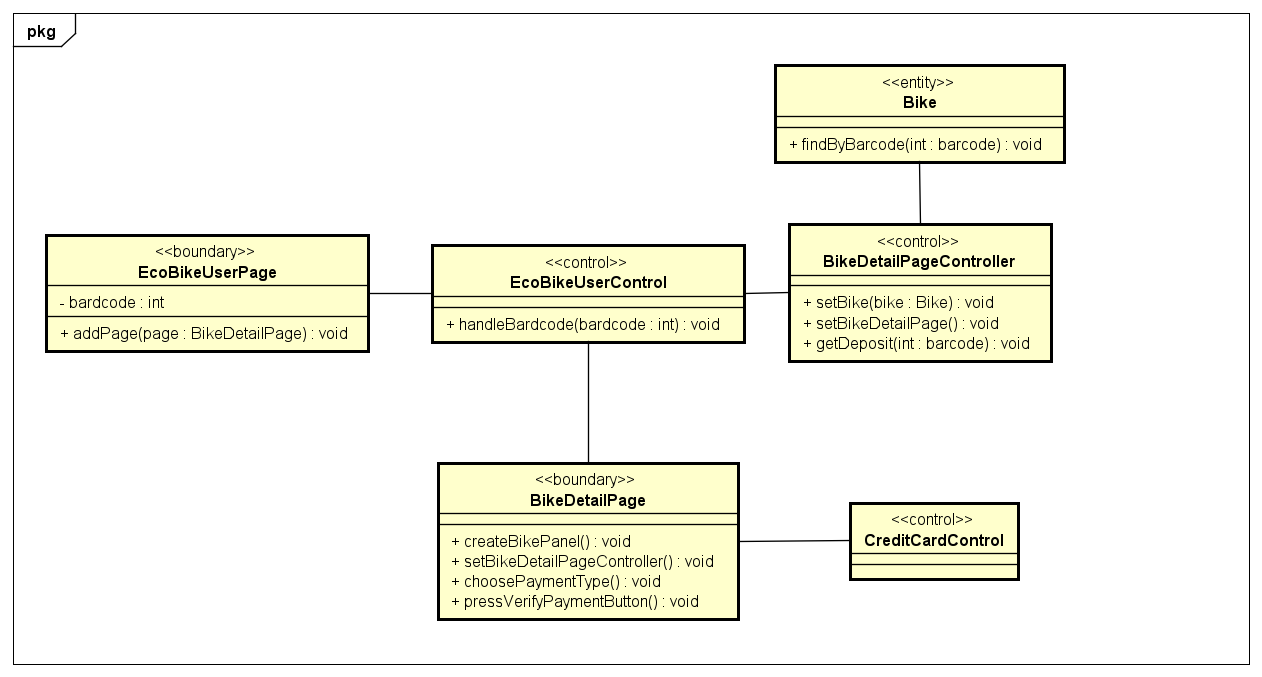 pkg
<<entity>>
Bike
+ findByBarcode(int : barcode) : void
<<boundary>>
EcoBikeUserPage
- bardcode : int
+ addPage(page : BikeDetailPage) : void
<<control>>
EcoBikeUserControl
+ handleBardcode(bardcode : int) : void
<<control>>
BikeDetailPageController
+ setBike(bike : Bike) : void
+ setBikeDetailPage() : void
+ getDeposit(int : barcode) : void
<<boundary>>
BikeDetailPage
+ createBikePanel() : void
+ setBikeDetailPageController() : void
+ choosePaymentType() : void
+ pressVerifyPaymentButton() : void
<<control>>
CreditCardControl